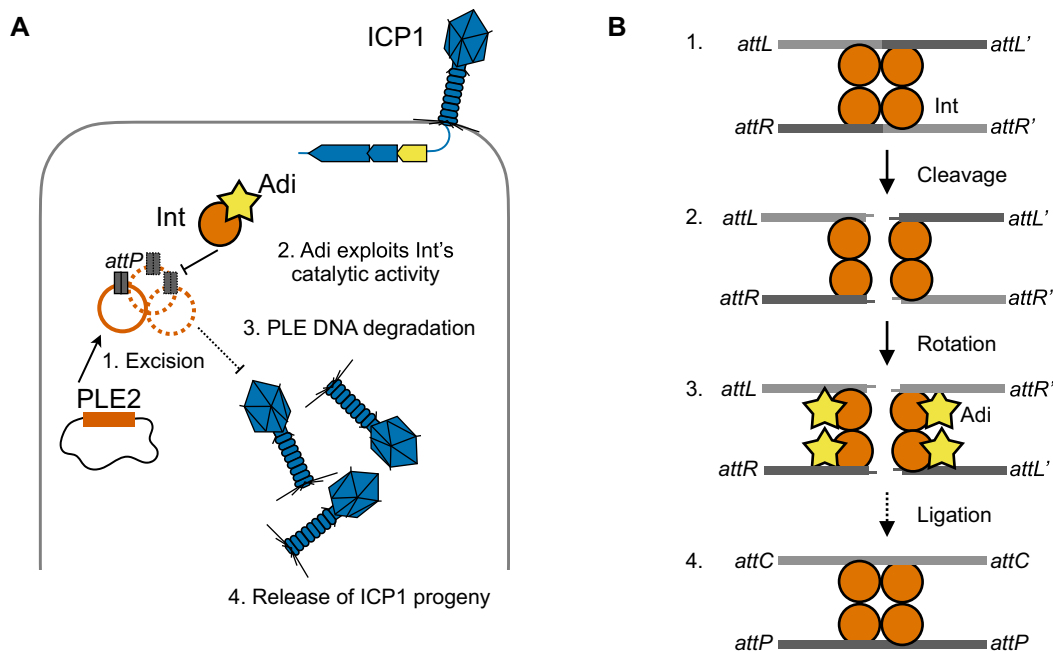 A
ICP1
Adi
Int
attP
2. Adi exploits Int's
catalytic activity
3. PLE DNA degradation
1. Excision
PLE2
4. Release of ICP1 progeny
B
1. attL attL’
Int
attR attR’
Cleavage
2. attL attL’
attR attR’
Rotation
3. attL attR’
Adi
attR attL’
Ligation
4. attC attC
attP attP